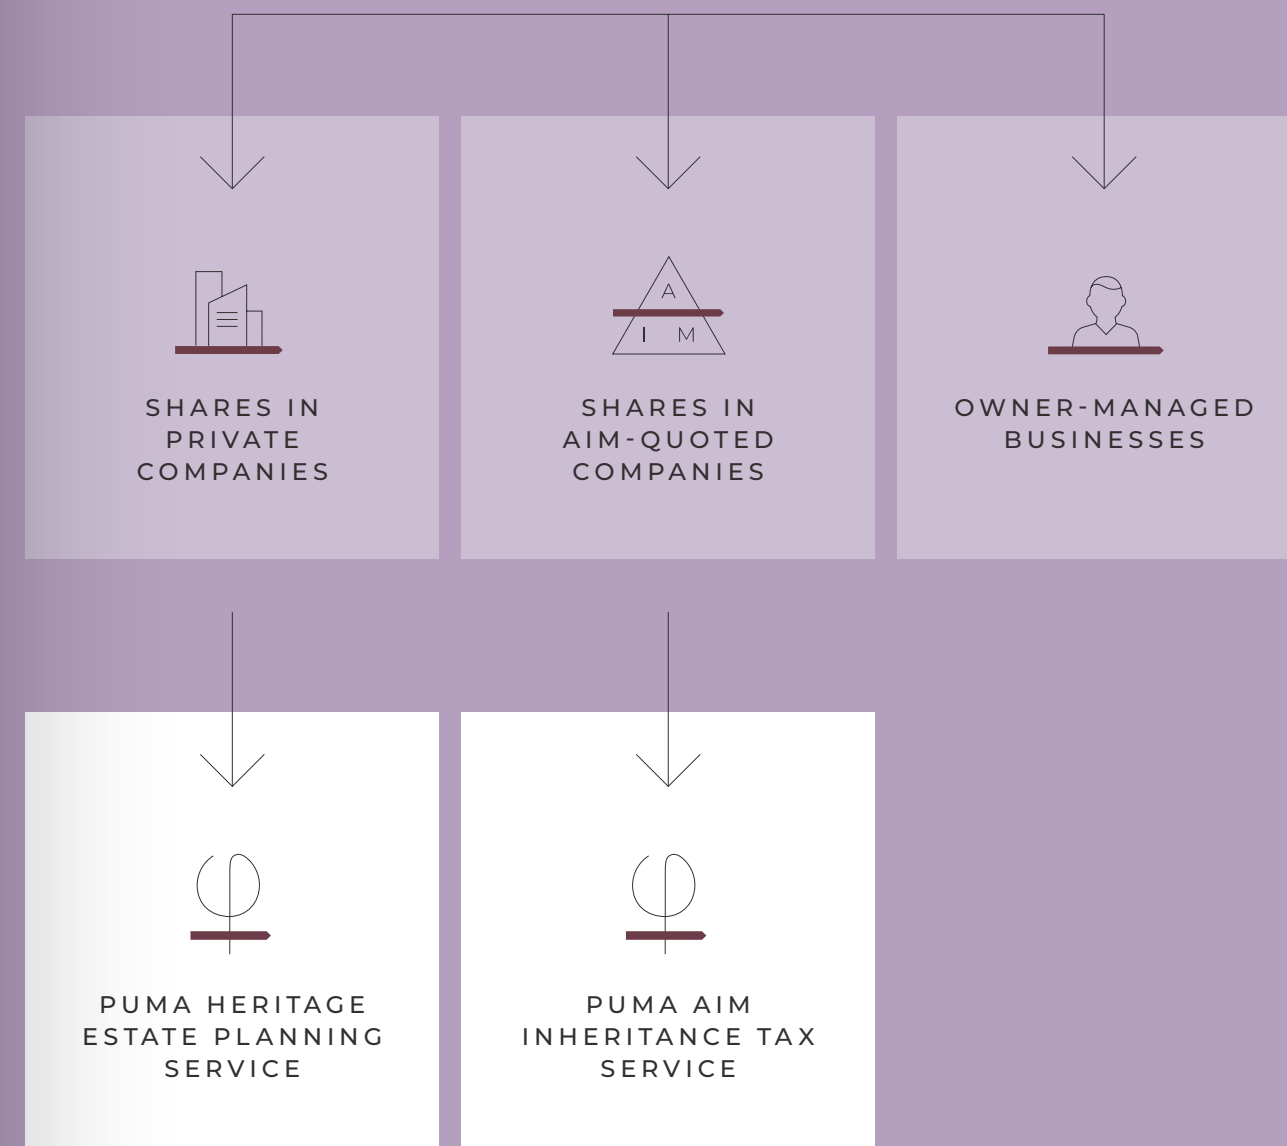 A
I M
SHARES IN
PRIVATE
COMPANIES
SHARES IN
AIM-QUOTED
COMPANIES
OWNER-MANAGED
BUSINESSES
PUMA HERITAGE
ESTATE PLANNING
SERVICE
PUMA AIM
INHERITANCE TAX
SERVICE